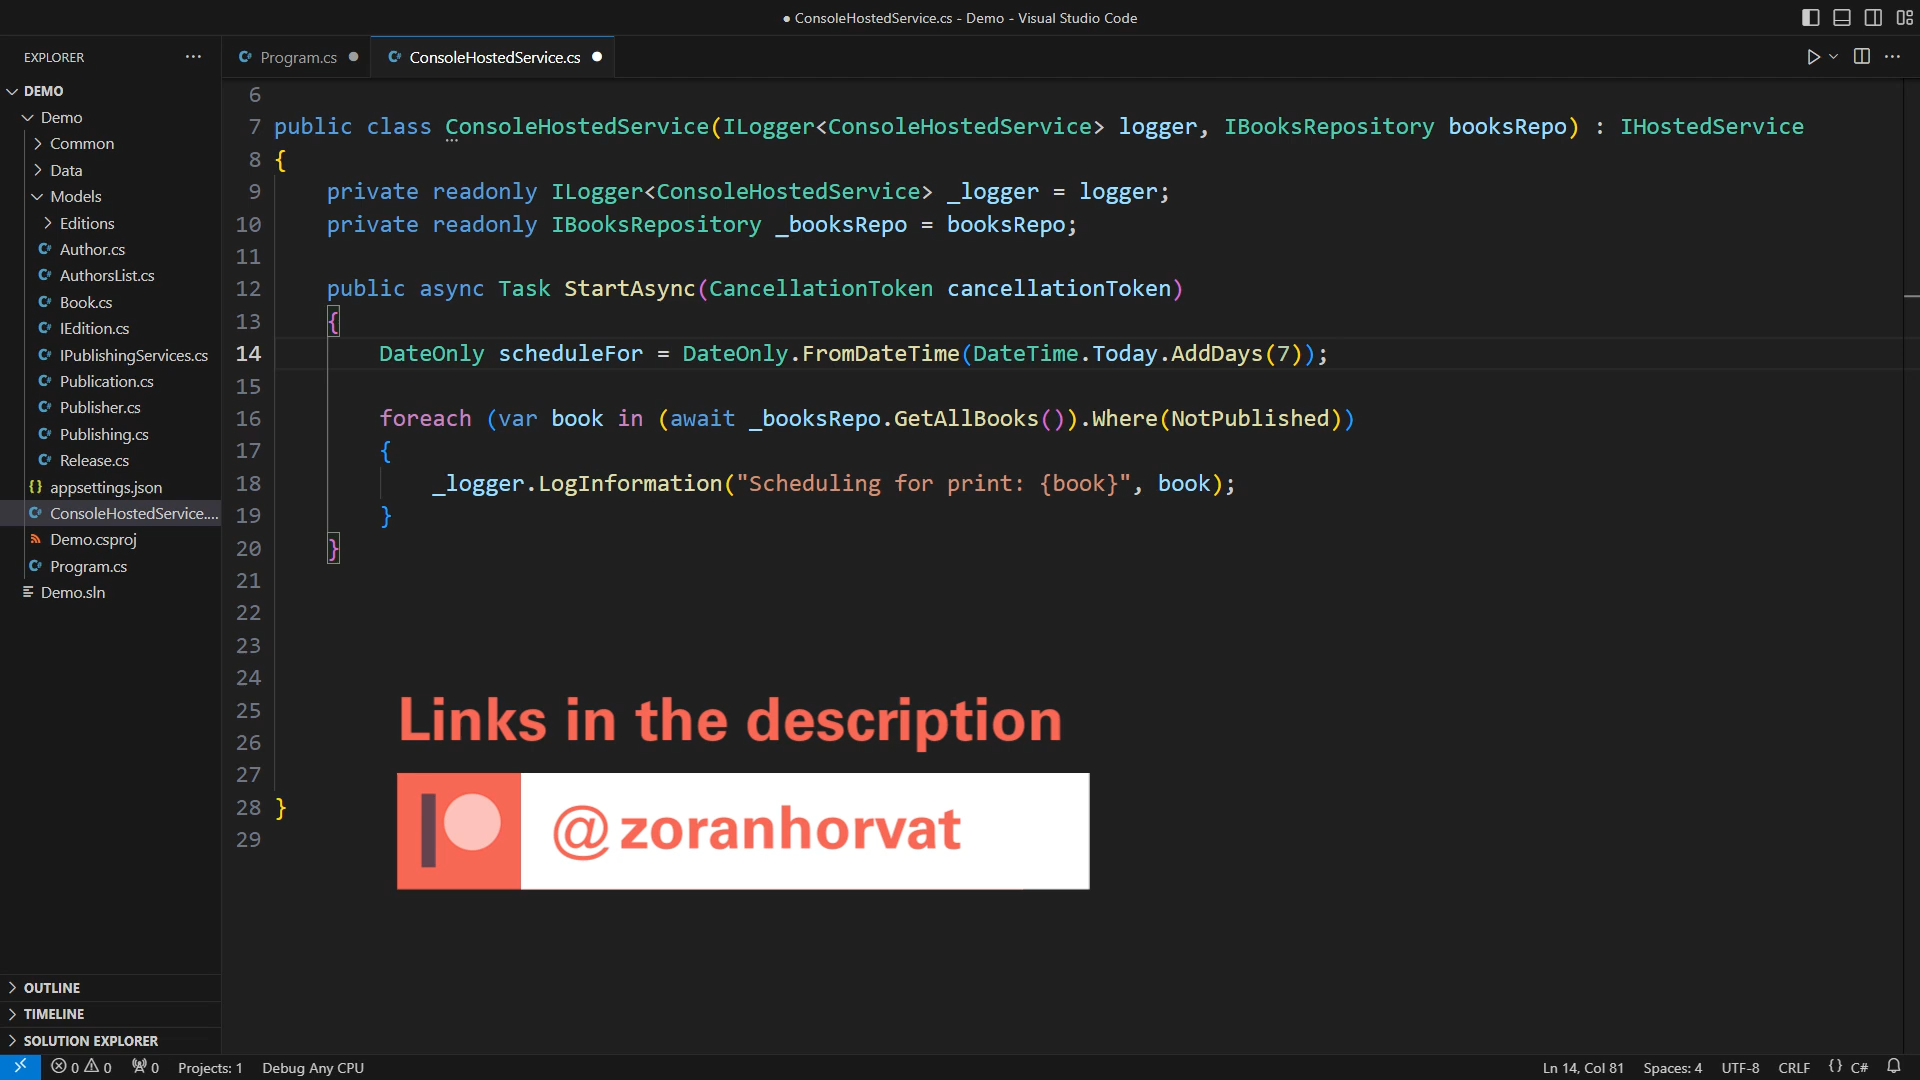 ● ConsoleHostedService.cs - Demo - Visual Studio Code
EXPLORER
DEMO
Demo
Common
Data
Models
Editions
Author.cs
AuthorsList.cs
Book.cs
IEdition.cs
IPublishingServices.cs
Publication.cs
Publisher.cs
Publishing.cs
Release.cs
appsettings.json
ConsoleHostedService....
Demo.csproj
Program.cs
Demo.sln
OUTLINE
TIMELINE
SOLUTION EXPLORER
Program.cs ●
ConsoleHostedService.cs ●
6
7 public class ConsoleHostedService(ILogger<ConsoleHostedService> logger, IBooksRepository booksRepo) : IHostedService
8 {
9     private readonly ILogger<ConsoleHostedService> _logger = logger;
10     private readonly IBooksRepository _booksRepo = booksRepo;
11
12     public async Task StartAsync(CancellationToken cancellationToken)
13     {
14         DateOnly scheduleFor = DateOnly.FromDateTime(DateTime.Today.AddDays(7));
15
16         foreach (var book in (await _booksRepo.GetAllBooks()).Where(NotPublished))
17         {
18             _logger.LogInformation("Scheduling for print: {book}", book);
19         }
20     }
21
22
23
24
25
26
27
28 }
29
Links in the description
@zoranhorvat
0 0 0 Projects: 1 Debug Any CPU
Ln 14, Col 81 Spaces: 4 UTF-8 CRLF {} C#